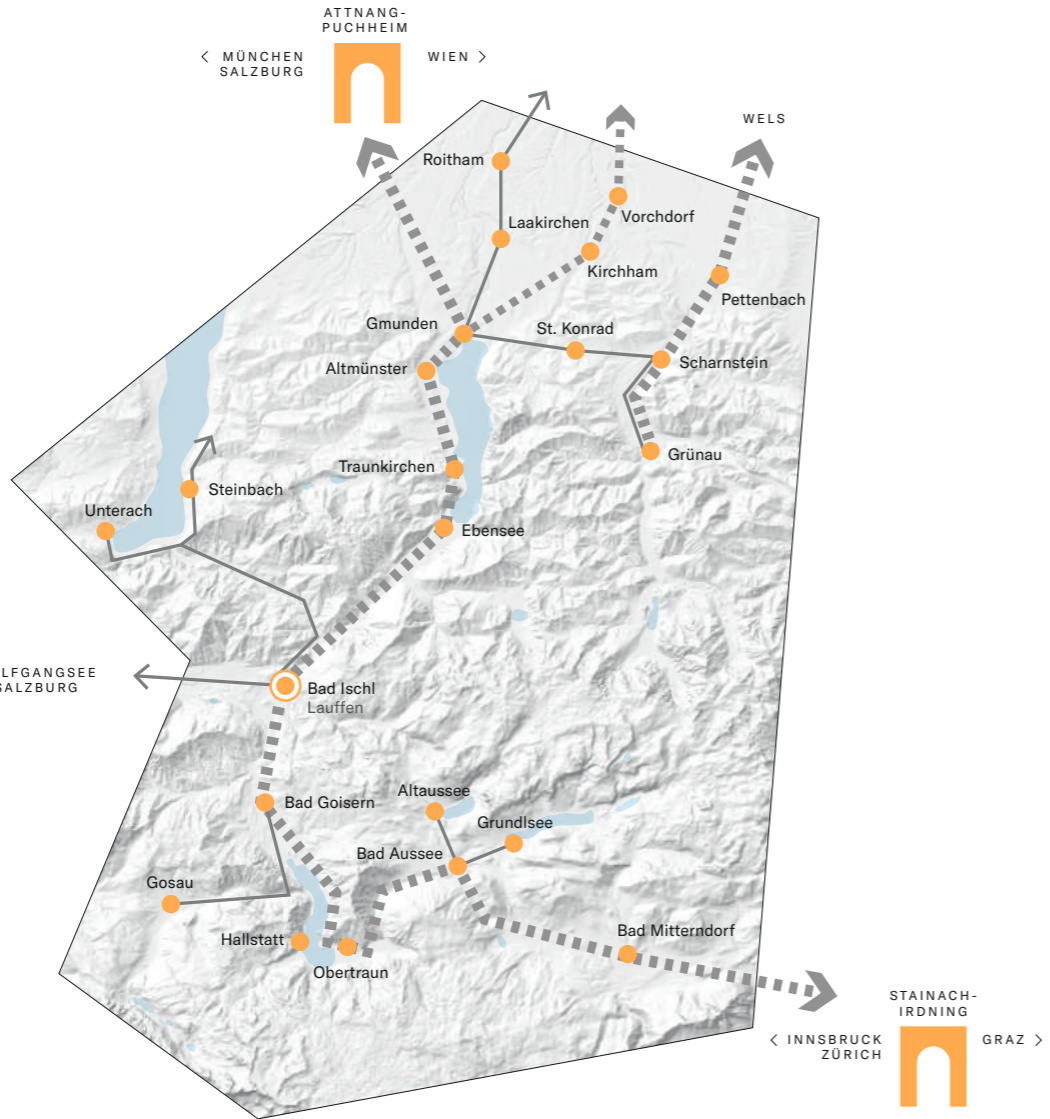 ATTNANG-
PUCHHEIM
< MÜNCHEN
SALZBURG
WIEN >
WELS
Roitham
Laakirchen
Vorchdorf
Kirchham
Pettenbach
Gmunden
St. Konrad
Altmünster
Scharnstein
Grünau
Traunkirchen
Steinbach
Unterach
Ebensee
LFGANGSEE
SALZBURG
Bad Ischl
Lauffen
Altaussee
Bad Goisern
Grundlsee
Bad Aussee
Gosau
Hallstatt
Bad Mitterndorf
Obertraun
STAINACH-
IRDNING
< INNSBRUCK
ZÜRICH
GRAZ >